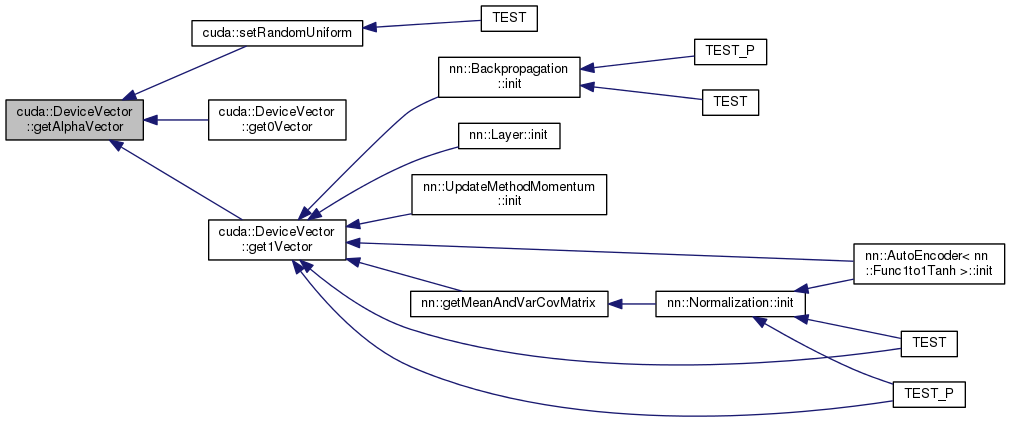 TEST
cuda::setRandomUniform
TEST_P
nn::Backpropagation
::init
cuda::DeviceVector
::getAlphaVector
cuda::DeviceVector
::get0Vector
TEST
nn::Layer::init
nn::UpdateMethodMomentum
::init
cuda::DeviceVector
::get1Vector
nn::AutoEncoder< nn
::Func1to1Tanh >::init
nn::getMeanAndVarCovMatrix
nn::Normalization::init
TEST
TEST_P